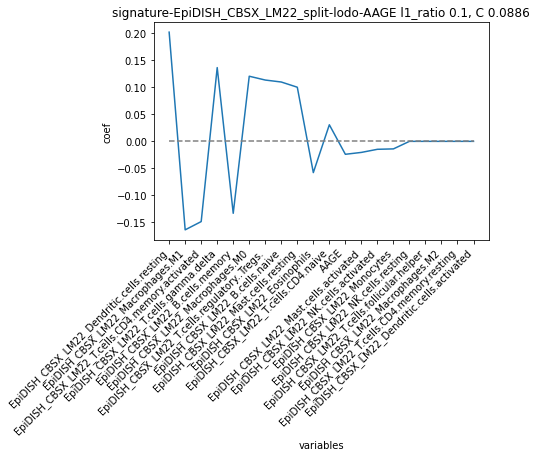 signature-EpiDISH_CBSX_LM22_split-lodo-AAGE l1_ratio 0.1, C 0.0886
0.20
0.15
0.10
0.05
0.00
−0.05
−0.10
−0.15
coef
EpiDISH_CBSX_LM22_Dendritic.cells.resting
EpiDISH_CBSX_LM22_Macrophages.M1
EpiDISH_CBSX_LM22_T.cells.CD4.memory.activated
EpiDISH_CBSX_LM22_T.cells.gamma.delta
EpiDISH_CBSX_LM22_B.cells.memory
EpiDISH_CBSX_LM22_Macrophages.M0
EpiDISH_CBSX_LM22_T.cells.regulatory..Tregs.
EpiDISH_CBSX_LM22_B.cells.naive
EpiDISH_CBSX_LM22_Mast.cells.resting
EpiDISH_CBSX_LM22_Eosinophils
EpiDISH_CBSX_LM22_T.cells.CD4.naive
AAGE
EpiDISH_CBSX_LM22_Mast.cells.activated
EpiDISH_CBSX_LM22_NK.cells.activated
EpiDISH_CBSX_LM22_Monocytes
EpiDISH_CBSX_LM22_NK.cells.resting
EpiDISH_CBSX_LM22_T.cells.follicular.helper
EpiDISH_CBSX_LM22_Macrophages.M2
EpiDISH_CBSX_LM22_T.cells.CD4.memory.resting
EpiDISH_CBSX_LM22_Dendritic.cells.activated
variables